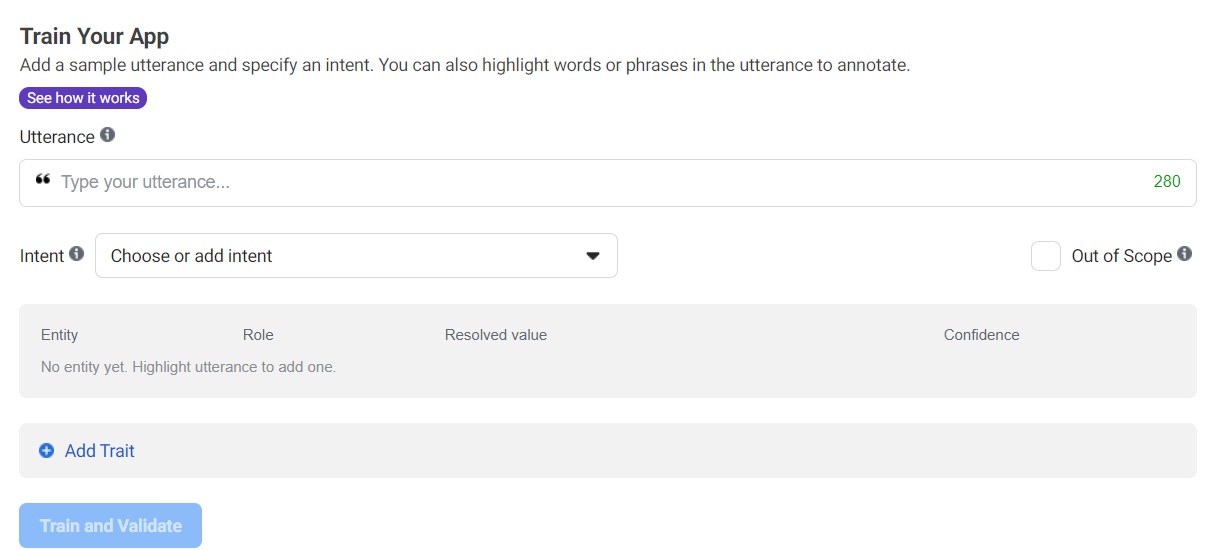 Train Your App
Add a sample utterance and specify an intent. You can also highlight words or phrases in the utterance to annotate.
See how it works
Utterance
Type your utterance...
280
Intent
Choose or add intent
Out of Scope
Entity Role Resolved value Confidence
No entity yet. Highlight utterance to add one.
Add Trait
Train and Validate